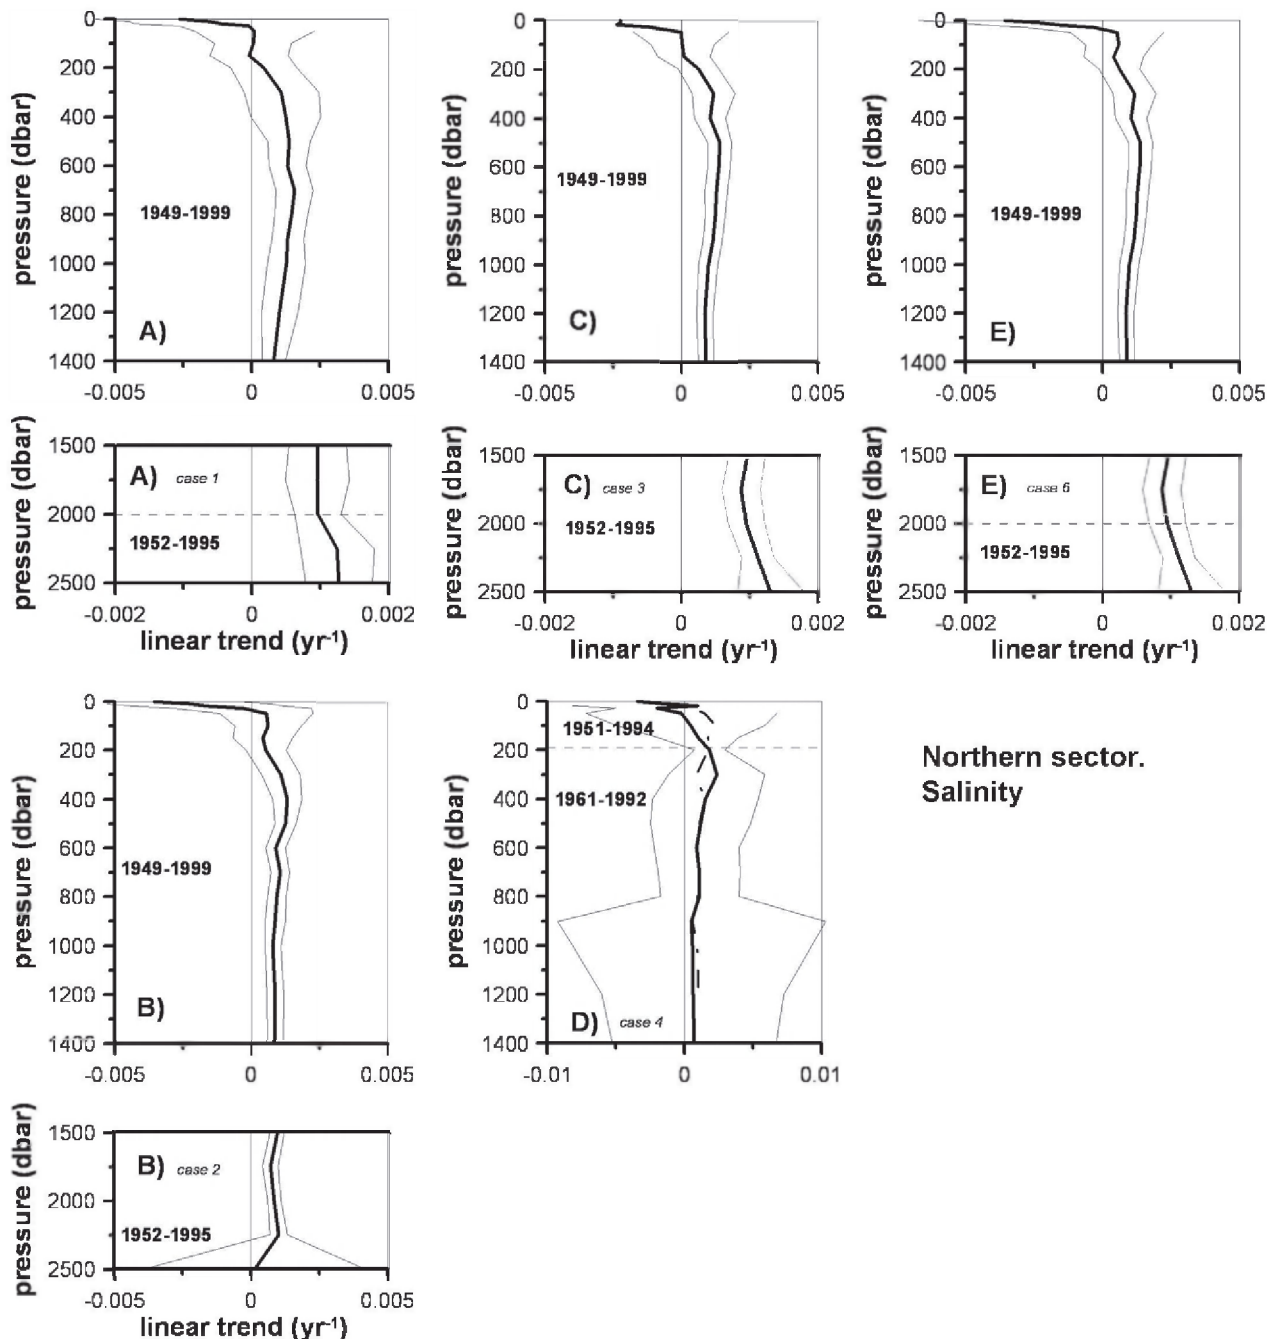 0
200
400
600
800
1000
1200
1400
pressure (dbar)
1949-1999
A)
-0.005 0 0.005
0
200
400
600
800
1000
1200
1400
pressure (dbar)
1949-1999
C)
-0.005 0 0.005
0
200
400
600
800
1000
1200
1400
pressure (dbar)
1949-1999
E)
-0.005 0 0.005
1500
2000
2500
pressure (dbar)
A) case 1
1952-1995
-0.002 0 0.002
linear trend (yr⁻¹)
1500
2000
2500
pressure (dbar)
C) case 3
1952-1995
-0.002 0 0.002
linear trend (yr⁻¹)
1500
2000
2500
pressure (dbar)
E) case 6
1952-1995
-0.002 0 0.002
linear trend (yr⁻¹)
0
200
400
600
800
1000
1200
1400
pressure (dbar)
1949-1999
B)
-0.005 0 0.005
0
200
400
600
800
1000
1200
1400
pressure (dbar)
1951-1994
1961-1992
D) case 4
-0.01 0 0.01
Northern sector.
Salinity
1500
2000
2500
pressure (dbar)
B) case 2
1952-1995
-0.005 0 0.005
linear trend (yr⁻¹)